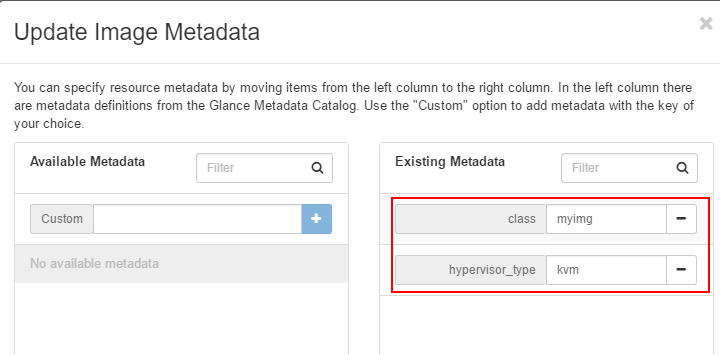 Update Image Metadata
×
You can specify resource metadata by moving items from the left column to the right column. In the left column there
are metadata definitions from the Glance Metadata Catalog. Use the "Custom" option to add metadata with the key of
your choice.
Available Metadata
Filter
Custom
+
No available metadata
Existing Metadata
Filter
class myimg −
hypervisor_type kvm −